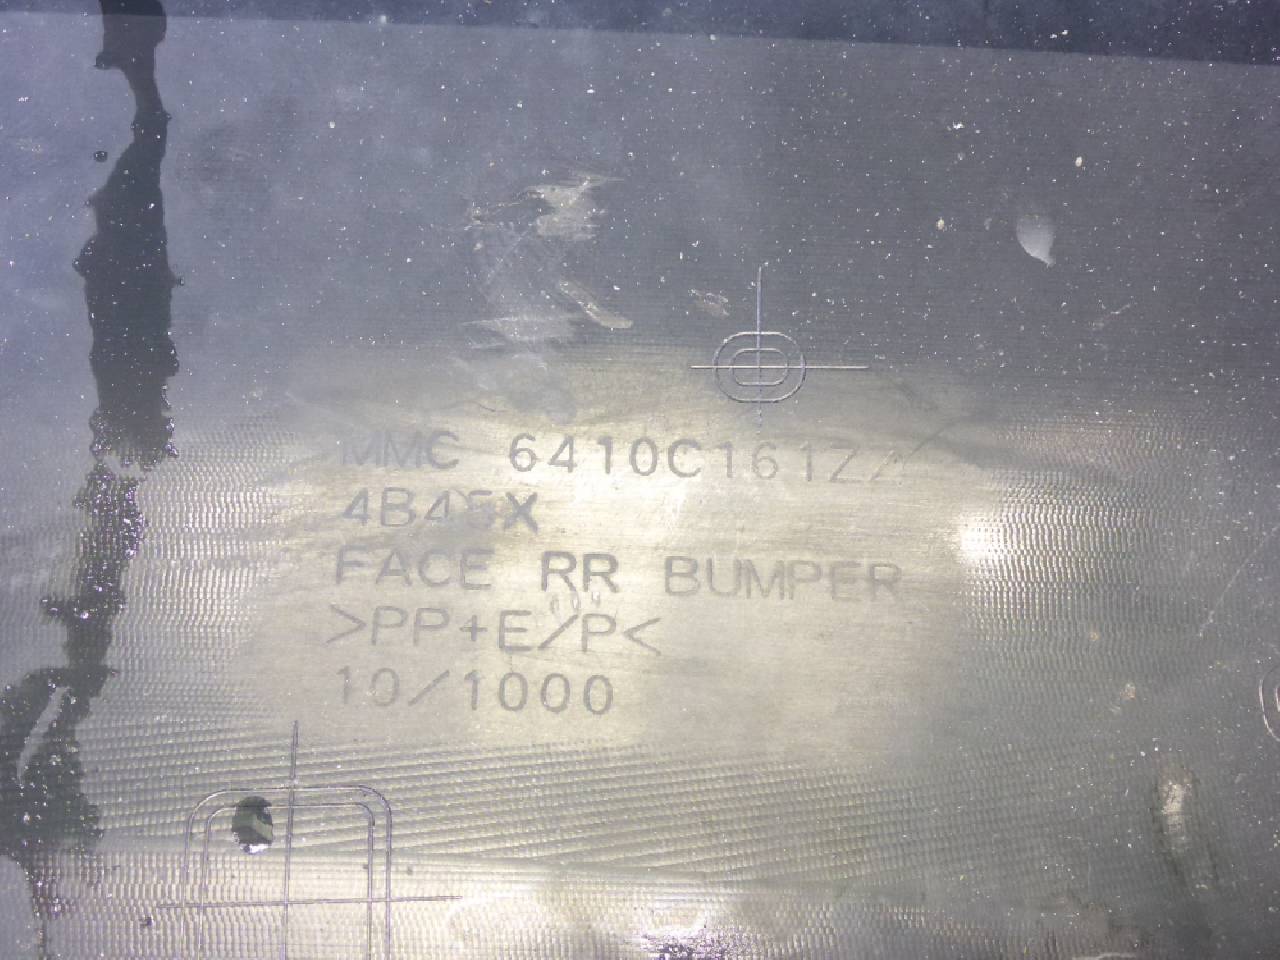 MMC 6410C161ZZ
4B45X
FACE RR BUMPER
>PP+E/P<
10/1000